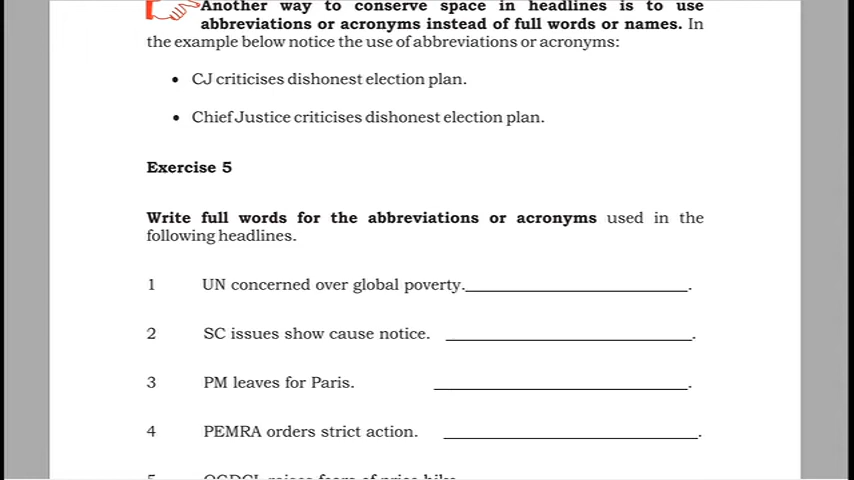 Another way to conserve space in headlines is to use
abbreviations or acronyms instead of full words or names. In
the example below notice the use of abbreviations or acronyms:
• CJ criticises dishonest election plan.
• Chief Justice criticises dishonest election plan.
Exercise 5
Write full words for the abbreviations or acronyms used in the
following headlines.
1 UN concerned over global poverty.____________________.
2 SC issues show cause notice. ____________________.
3 PM leaves for Paris. ____________________.
4 PEMRA orders strict action. ____________________.